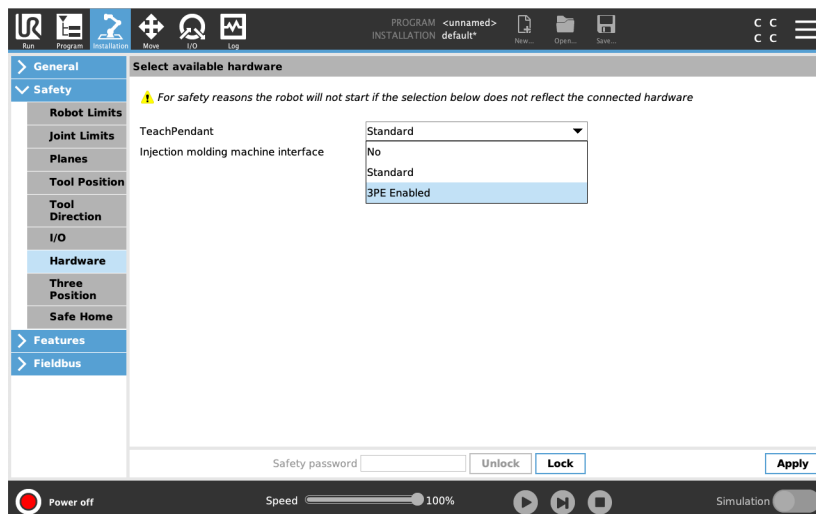 PROGRAM <unnamed>
INSTALLATION default*
New... Open... Save...
C C
C C
UR
Run Program Installation Move I/O Log
General
Safety
Robot Limits
Joint Limits
Planes
Tool Position
Tool
Direction
I/O
Hardware
Three
Position
Safe Home
Features
Fieldbus
Select available hardware
For safety reasons the robot will not start if the selection below does not reflect the connected hardware
TeachPendant Standard
Injection molding machine interface No
Standard
3PE Enabled
Safety password Unlock Lock Apply
Power off Speed 100% Simulation